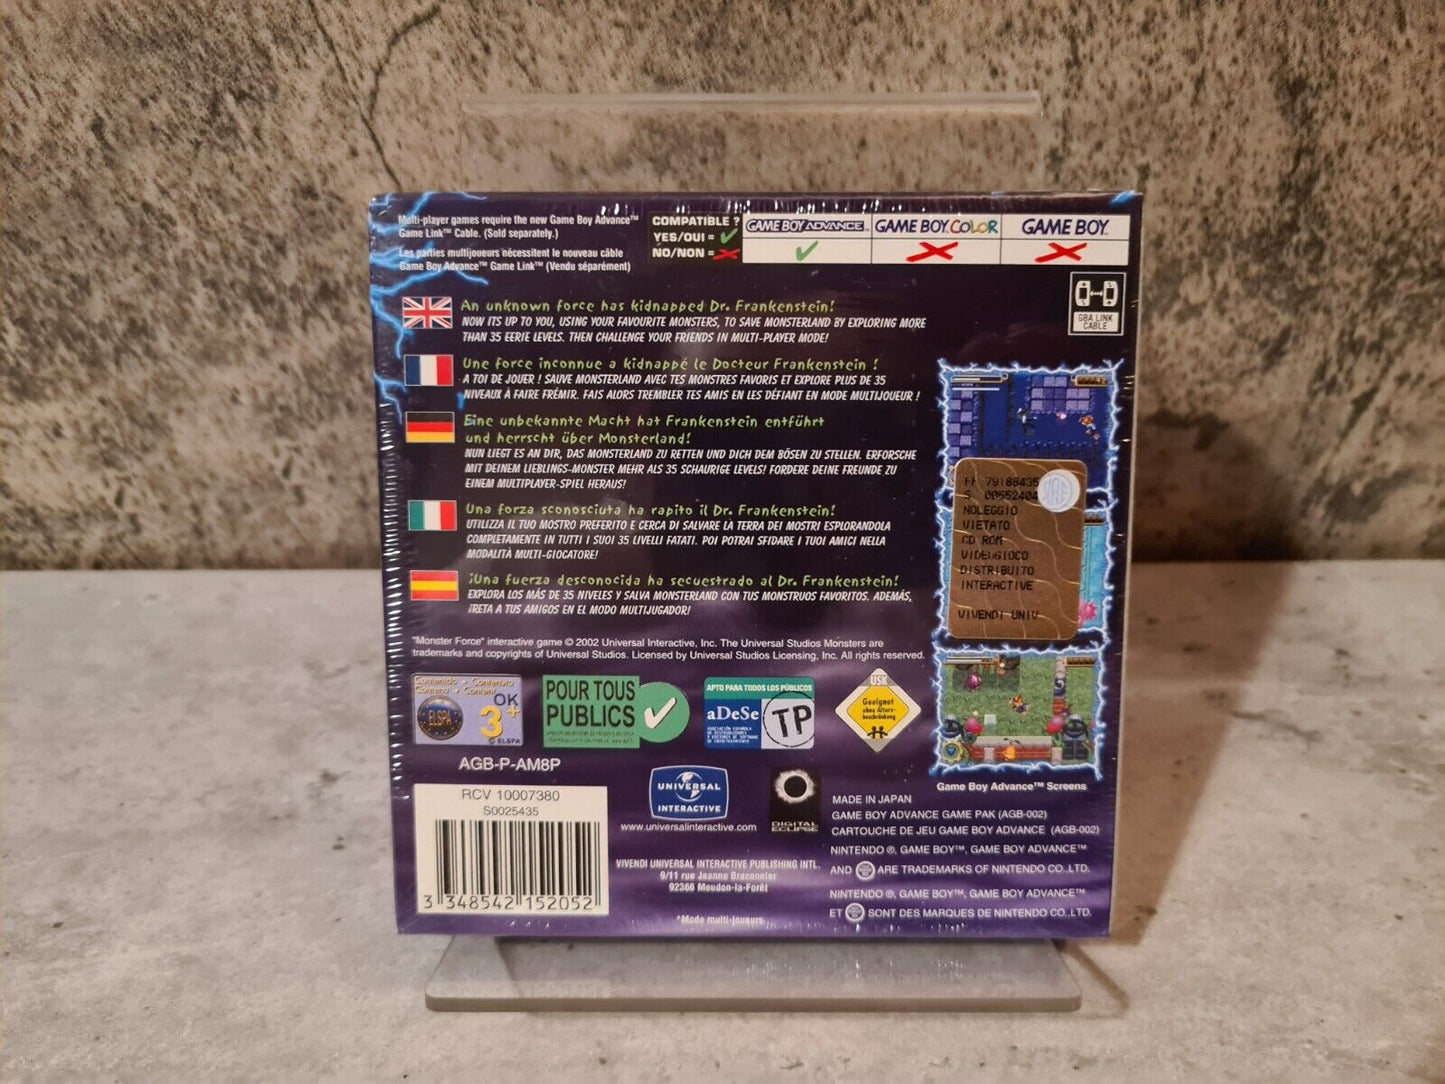 Multi-player games require the new Game Boy Advance™
Game Link™ Cable. (Sold separately.)
Les parties multijoueurs nécessitent le nouveau câble
Game Boy Advance™ Game Link™ (Vendu séparément)
COMPATIBLE ?
YES/OUI =
NO/NON =
GAME BOY ADVANCE
GAME BOY COLOR
GAME BOY
GBA LINK
CABLE
An unknown force has kidnapped Dr. Frankenstein!
NOW ITS UP TO YOU, USING YOUR FAVOURITE MONSTERS, TO SAVE MONSTERLAND BY EXPLORING MORE
THAN 35 EERIE LEVELS. THEN CHALLENGE YOUR FRIENDS IN MULTI-PLAYER MODE!
Une force inconnue a kidnappé le Docteur Frankenstein !
A TOI DE JOUER ! SAUVE MONSTERLAND AVEC TES MONSTRES FAVORIS ET EXPLORE PLUS DE 35
NIVEAUX À FAIRE FRÉMIR. FAIS ALORS TREMBLER TES AMIS EN LES DÉFIANT EN MODE MULTIJOUEUR !
Eine unbekannte Macht hat Frankenstein entführt
und herrscht über Monsterland!
NUN LIEGT ES AN DIR, DAS MONSTERLAND ZU RETTEN UND DICH DEM BÖSEN ZU STELLEN. ERFORSCHE
MIT DEINEM LIEBLINGS-MONSTER MEHR ALS 35 SCHAURIGE LEVELS! FORDERE DEINE FREUNDE ZU
EINEM MULTIPLAYER-SPIEL HERAUS!
Una forza sconosciuta ha rapito il Dr. Frankenstein!
UTILIZZA IL TUO MOSTRO PREFERITO E CERCA DI SALVARE LA TERRA DEI MOSTRI ESPLORANDOLA
COMPLETAMENTE IN TUTTI I SUOI 35 LIVELLI FATATI. POI POTRAI SFIDARE I TUOI AMICI NELLA
MODALITÀ MULTI-GIOCATORE!
¡Una fuerza desconocida ha secuestrado al Dr. Frankenstein!
EXPLORA LOS MÁS DE 35 NIVELES Y SALVA MONSTERLAND CON TUS MONSTRUOS FAVORITOS. ADEMÁS,
¡RETA A TUS AMIGOS EN EL MODO MULTIJUGADOR!
79188435
S 00552404
NOLEGGIO
VIETATO
CD ROM
VIDEOGIOCO
DISTRIBUITO
INTERACTIVE
VIVENDI UNIV
"Monster Force" interactive game © 2002 Universal Interactive, Inc. The Universal Studios Monsters are
trademarks and copyrights of Universal Studios. Licensed by Universal Studios Licensing, Inc. All rights reserved.
Contenido • Contenuto
ELSPA
OK
3+
© ELSPA
POUR TOUS
PUBLICS
APTO PARA TODOS LOS PÚBLICOS
aDeSe
TP
USK
Geeignet
ohne Alters-
beschränkung
Game Boy Advance™ Screens
AGB-P-AM8P
RCV 10007380
S0025435
3 348542 152052
UNIVERSAL
INTERACTIVE
www.universalinteractive.com
DIGITAL
ECLIPSE
VIVENDI UNIVERSAL INTERACTIVE PUBLISHING INTL.
9/11 rue Jeanne Braconnier
92366 Meudon-la-Forêt
*Mode multi-joueurs
MADE IN JAPAN
GAME BOY ADVANCE GAME PAK (AGB-002)
CARTOUCHE DE JEU GAME BOY ADVANCE (AGB-002)
NINTENDO ®, GAME BOY™, GAME BOY ADVANCE™
AND ARE TRADEMARKS OF NINTENDO CO.,LTD.
NINTENDO ®, GAME BOY™, GAME BOY ADVANCE™
ET SONT DES MARQUES DE NINTENDO CO.,LTD.